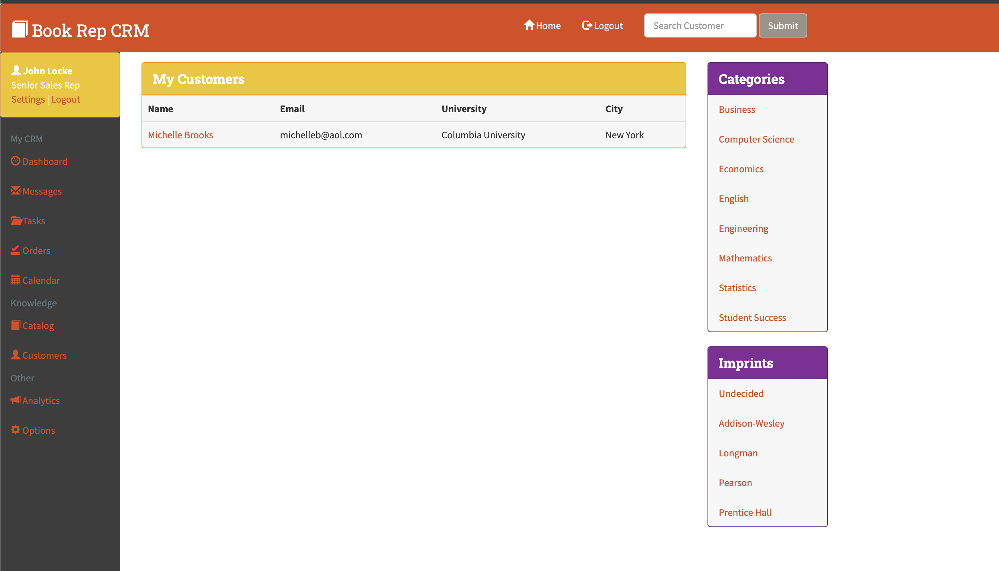 Book Rep CRM
Home
Logout
Search Customer
Submit
John Locke
Senior Sales Rep
Settings | Logout
My CRM
Dashboard
Messages
Tasks
Orders
Calendar
Knowledge
Catalog
Customers
Other
Analytics
Options
My Customers
Name Email University City
Michelle Brooks michelleb@aol.com Columbia University New York
Categories
Business
Computer Science
Economics
English
Engineering
Mathematics
Statistics
Student Success
Imprints
Undecided
Addison-Wesley
Longman
Pearson
Prentice Hall